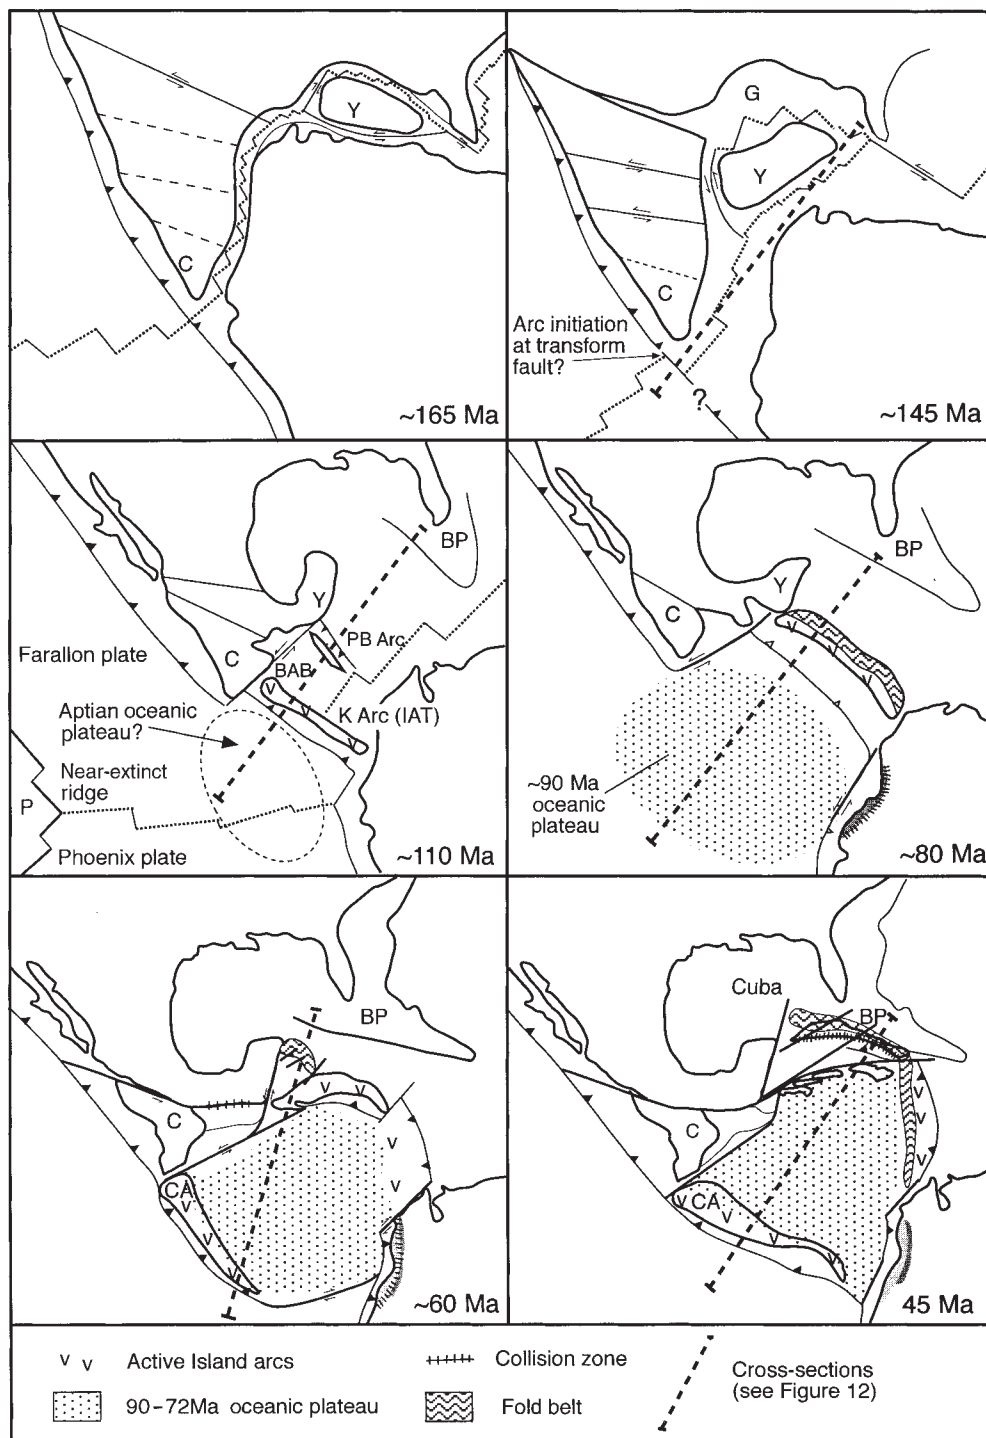 Y
C
~165 Ma
G
Y
C
Arc initiation
at transform
fault?
?
~145 Ma
BP
Y
PB Arc
Farallon plate
C
BAB
K Arc (IAT)
Aptian oceanic
plateau?
Near-extinct
ridge
P
Phoenix plate
~110 Ma
BP
Y
C
~90 Ma
oceanic
plateau
~80 Ma
BP
C
CA
~60 Ma
Cuba
BP
C
CA
45 Ma
v v Active Island arcs
90–72Ma oceanic plateau
Collision zone
Fold belt
Cross-sections
(see Figure 12)